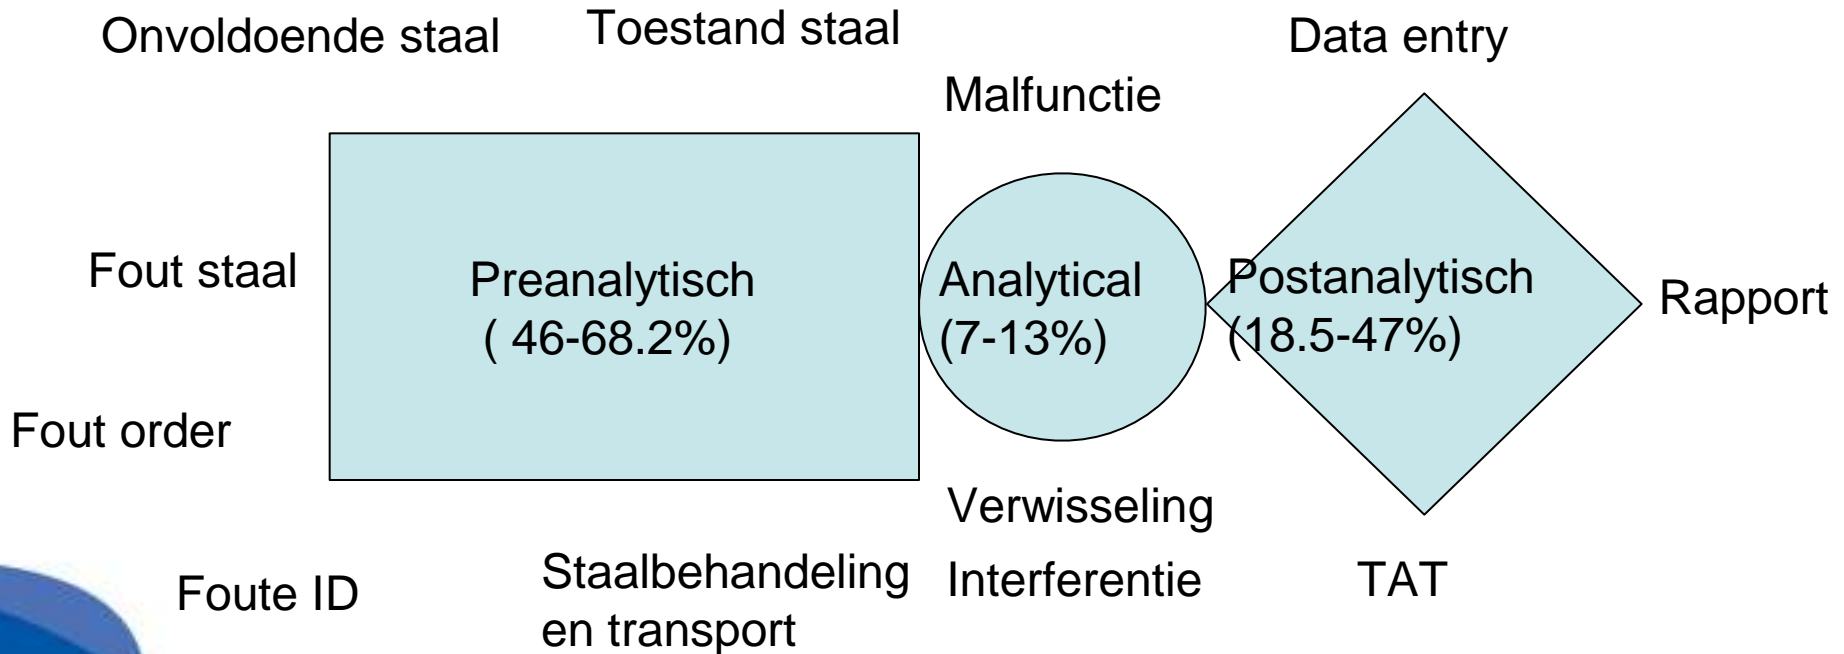 Onvoldoende staal
Toestand staal
Data entry
Malfunctie
Fout staal
Preanalytisch
( 46-68.2%)
Analytical
(7-13%)
Postanalytisch
(18.5-47%)
Rapport
Fout order
Verwisseling
Foute ID
Staalbehandeling
en transport
Interferentie
TAT